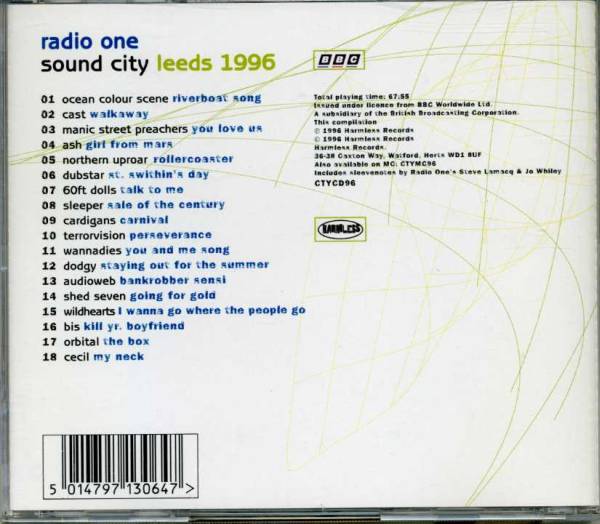 radio one
sound city leeds 1996
01 ocean colour scene riverboat song
02 cast walkaway
03 manic street preachers you love us
04 ash girl from mars
05 northern uproar rollercoaster
06 dubstar st. swithin's day
07 60ft dolls talk to me
08 sleeper sale of the century
09 cardigans carnival
10 terrorvision perseverance
11 wannadies you and me song
12 dodgy staying out for the summer
13 audioweb bankrobber sensi
14 shed seven going for gold
15 wildhearts I wanna go where the people go
16 bis kill yr. boyfriend
17 orbital the box
18 cecil my neck
BBC
Total playing time: 67.55
Issued under licence from BBC Worldwide Ltd.
A subsidiary of the British Broadcasting Corporation.
This compilation
℗ 1996 Harmless Records
© 1996 Harmless Records
Harmless Records.
36-38 Caxton Way, Watford, Herts WD1 8UF
Also available on MC: CTYMC96
Includes sleevenotes by Radio One's Steve Lamacq & Jo Whiley
CTYCD96
HARMLESS
5 014797 130647 >